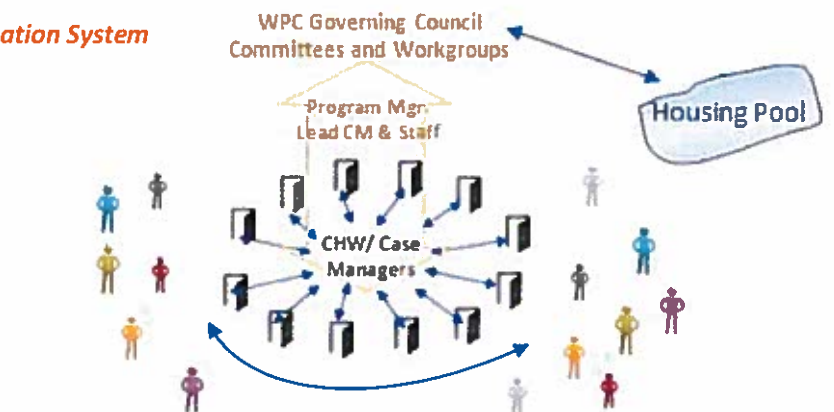 ation System
WPC Governing Council
Committees and Workgroups
Housing Pool
Program Mgr.
Lead CM & Staff
CHW/ Case
Managers